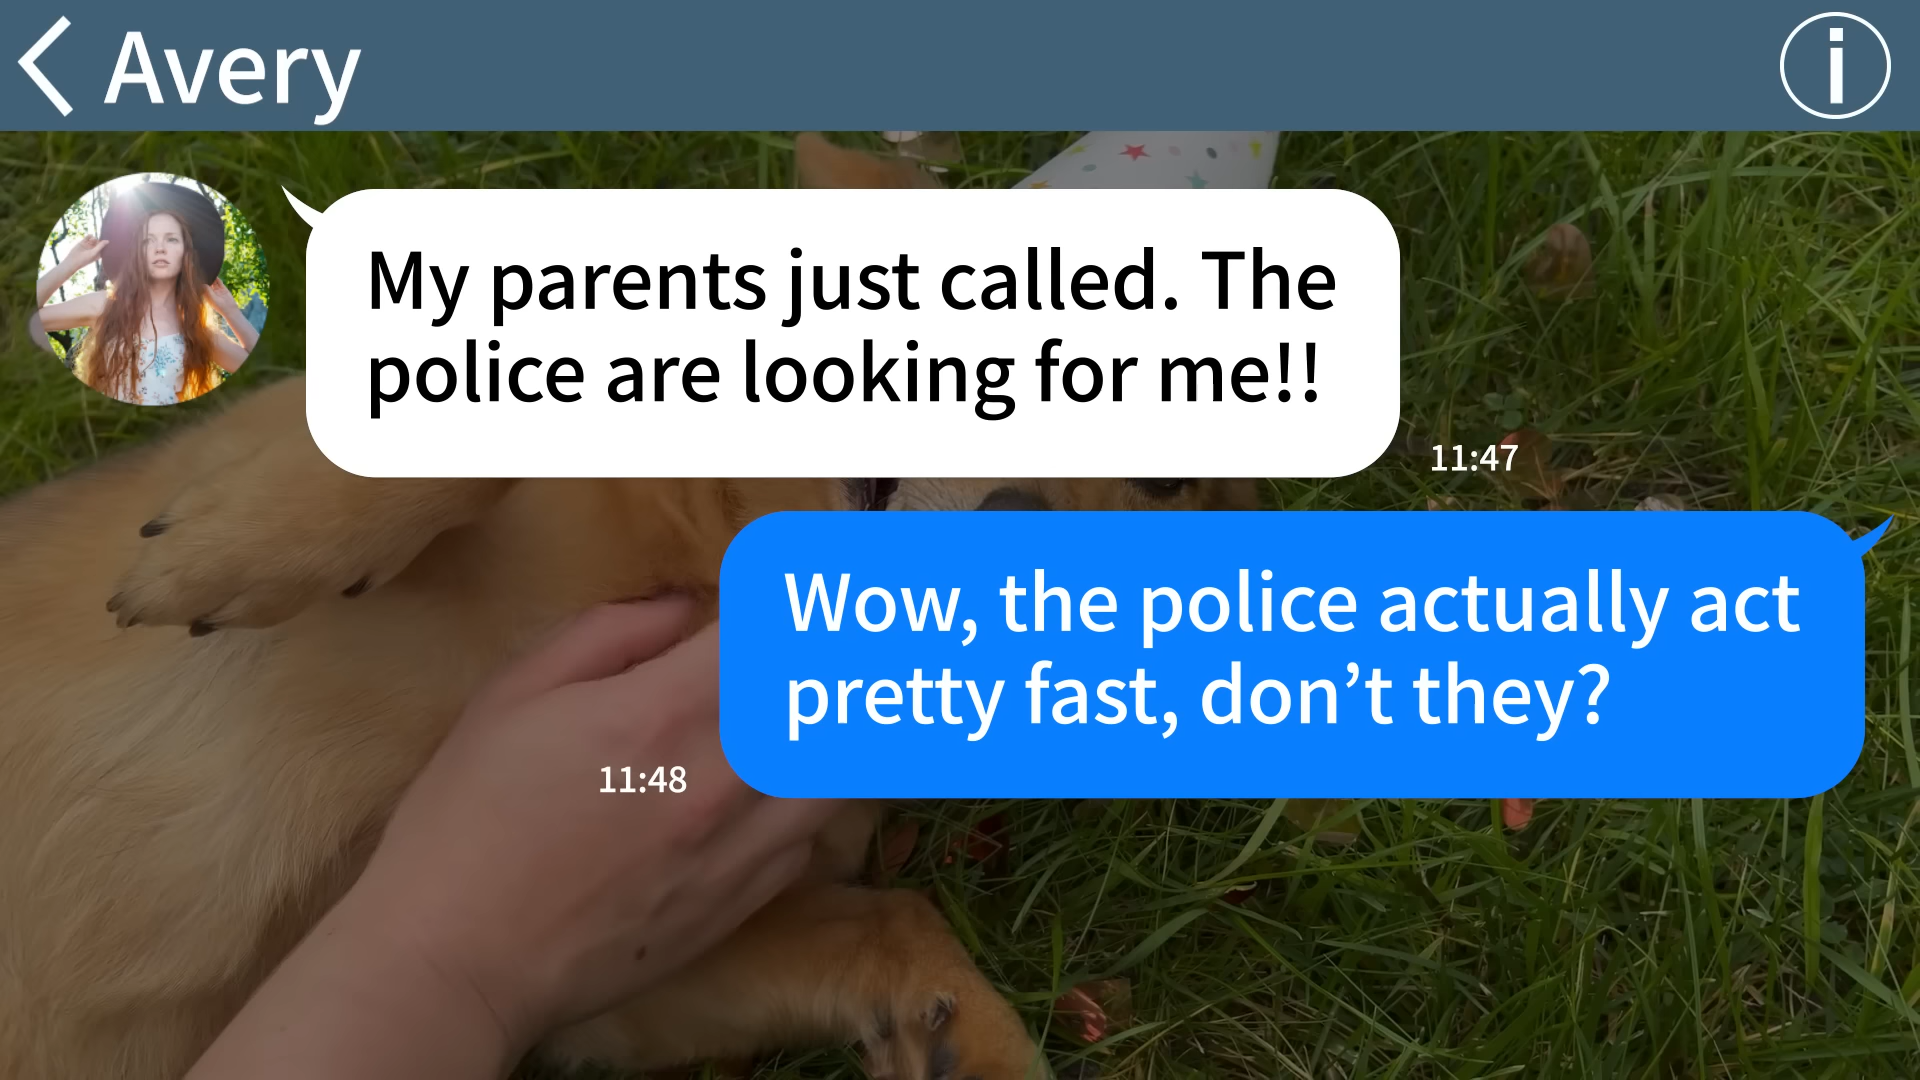 Avery
My parents just called. The
police are looking for me!!
11:47
Wow, the police actually act
pretty fast, don’t they?
11:48